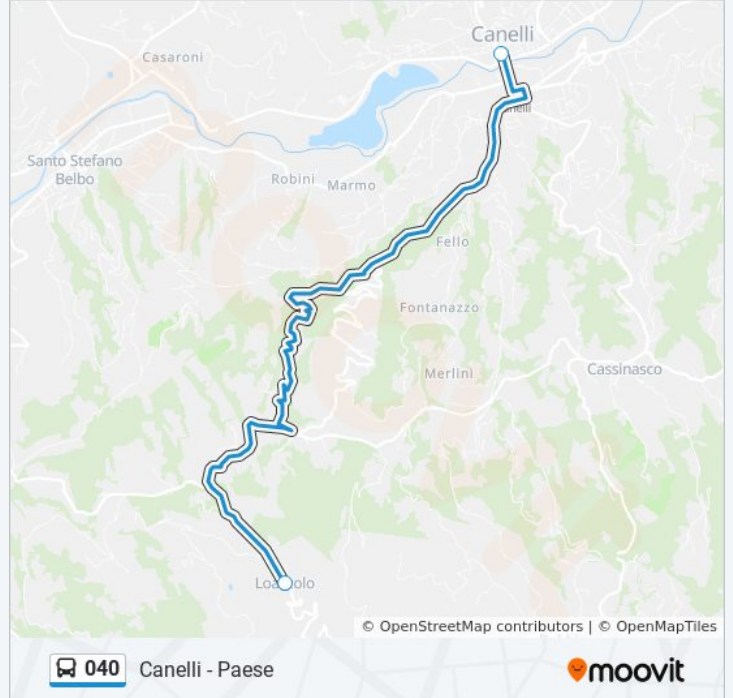 Canelli
Casaroni
Santo Stefano
Belbo
Robini
Marmo
Fello
Fontanazzo
Merlini
Cassinasco
© OpenStreetMap contributors | © OpenMapTiles
040 Canelli - Paese
moovit